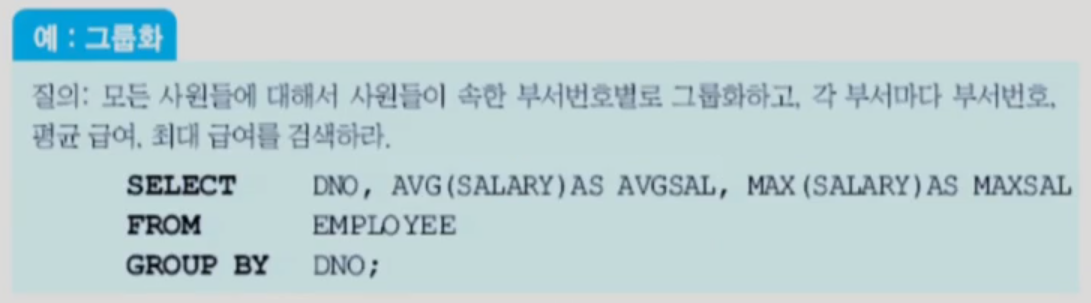 예 : 그룹화
질의: 모든 사원들에 대해서 사원들이 속한 부서번호별로 그룹화하고, 각 부서마다 부서번호,
평균 급여, 최대 급여를 검색하라.
SELECT DNO, AVG(SALARY)AS AVGSAL, MAX(SALARY)AS MAXSAL
FROM EMPLOYEE
GROUP BY DNO;